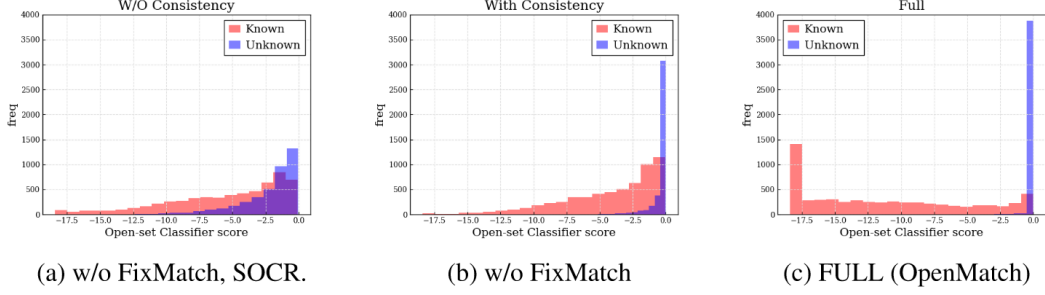 W/O Consistency
4000
3500
3000
2500
2000
1500
1000
500
0
freq
Known
Unknown
−17.5 −15.0 −12.5 −10.0 −7.5 −5.0 −2.5 0.0
Open-set Classifier score
(a) w/o FixMatch, SOCR.
With Consistency
4000
3500
3000
2500
2000
1500
1000
500
0
freq
Known
Unknown
−17.5 −15.0 −12.5 −10.0 −7.5 −5.0 −2.5 0.0
Open-set Classifier score
(b) w/o FixMatch
Full
4000
3500
3000
2500
2000
1500
1000
500
0
freq
Known
Unknown
−17.5 −15.0 −12.5 −10.0 −7.5 −5.0 −2.5 0.0
Open-set Classifier score
(c) FULL (OpenMatch)